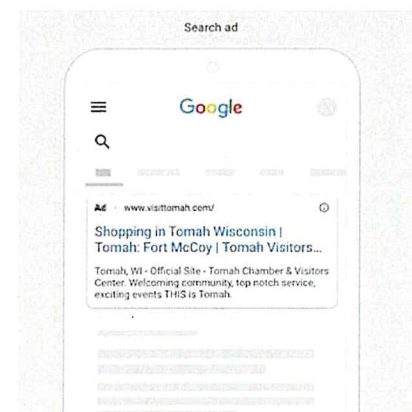 Search ad
Google
Ad · www.visittomah.com/
Shopping in Tomah Wisconsin |
Tomah: Fort McCoy | Tomah Visitors...
Tomah, WI - Official Site - Tomah Chamber & Visitors
Center. Welcoming community, top notch service,
exciting events THIS is Tomah.